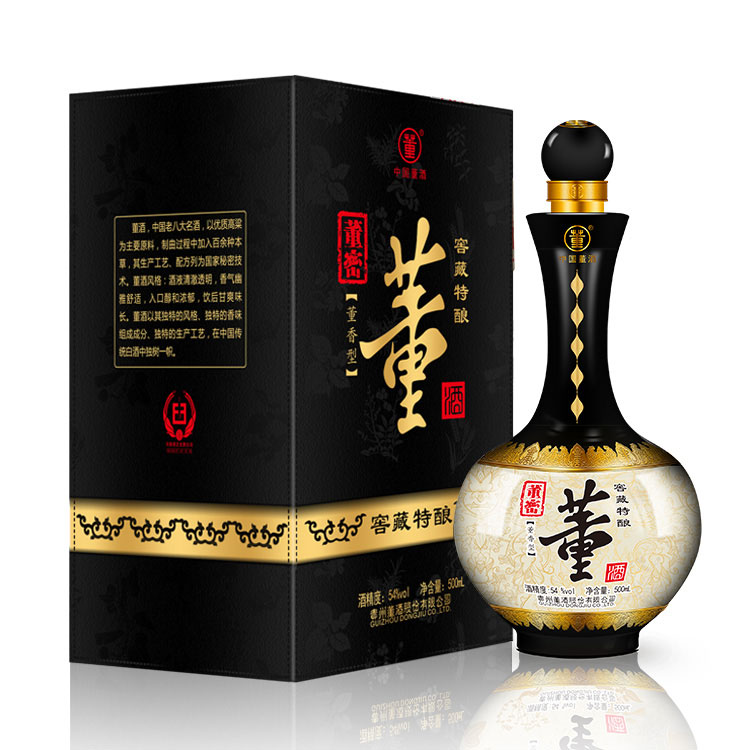 董酒,中国老八大名酒,以优质高粱
为主要原料,制曲过程中加入百余种本
草,其生产工艺、配方列为国家秘密技
术。董酒风格:酒液清澈透明,香气幽
雅舒适,入口醇和浓郁,饮后甘爽味
长。董酒以其独特的风格、独特的香味
组成成分、独特的生产工艺,在中国传
统白酒中独树一帜。
董
®
中国董酒
董密
【董香型】
董
窖藏特酿
酒
窖藏特酿
酒精度:54%vol 净含量:500mL
贵州董酒股份有限公司
GUIZHOU DONGJIU CO.,LTD.
董
中国董酒
董密
【董香型】
董
窖藏特酿
酒
酒精度:54%vol 净含量:500mL
贵州董酒股份有限公司
GUIZHOU DONGJIU CO.,LTD.